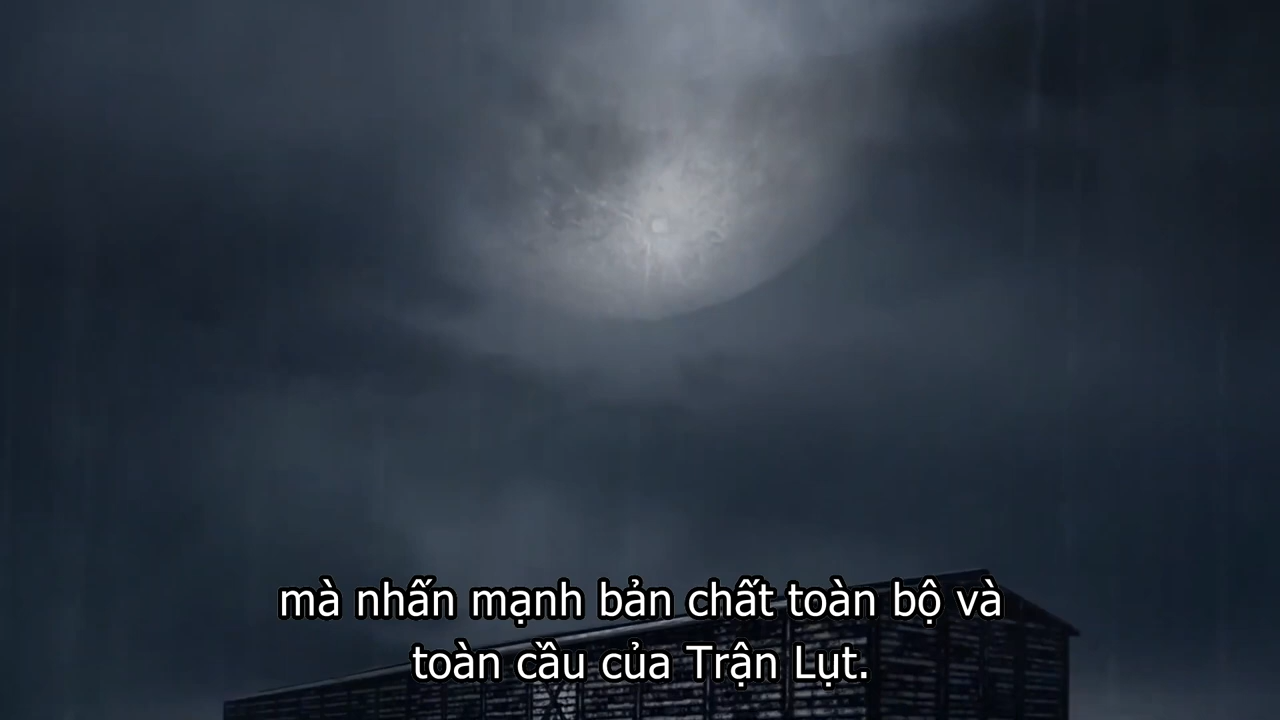 mà nhấn mạnh bản chất toàn bộ và
toàn cầu của Trận Lụt.